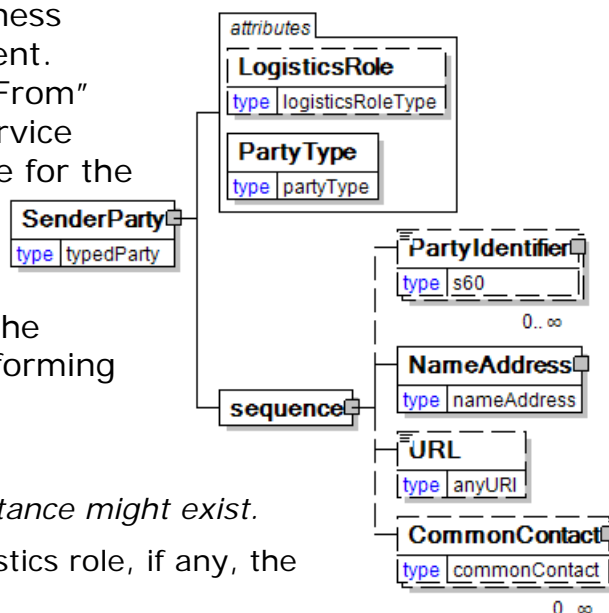 ness
ent.
From"
rvice
e for the
he
forming
tance might exist.
stics role, if any, the
attributes
LogisticsRole
type logisticsRoleType
PartyType
type partyType
SenderParty
type typedParty
PartyIdentifier
type s60
0.. ∞
NameAddress
type nameAddress
sequence
URL
type anyURI
CommonContact
type commonContact
0.. ∞